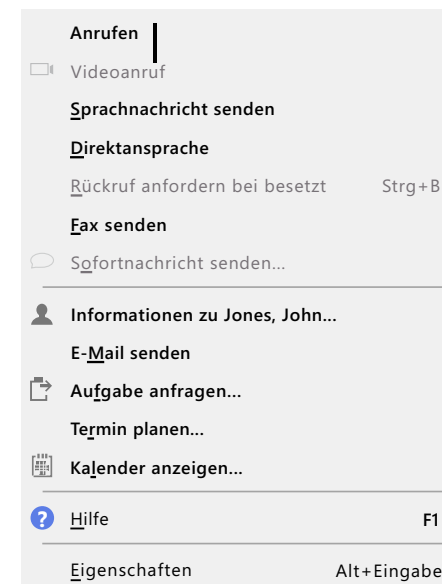 Anrufen
Videoanruf
Sprachnachricht senden
Direktansprache
Rückruf anfordern bei besetzt Strg+B
Fax senden
Sofortnachricht senden...
Informationen zu Jones, John...
E-Mail senden
Aufgabe anfragen...
Termin planen...
Kalender anzeigen...
Hilfe F1
Eigenschaften Alt+Eingabe